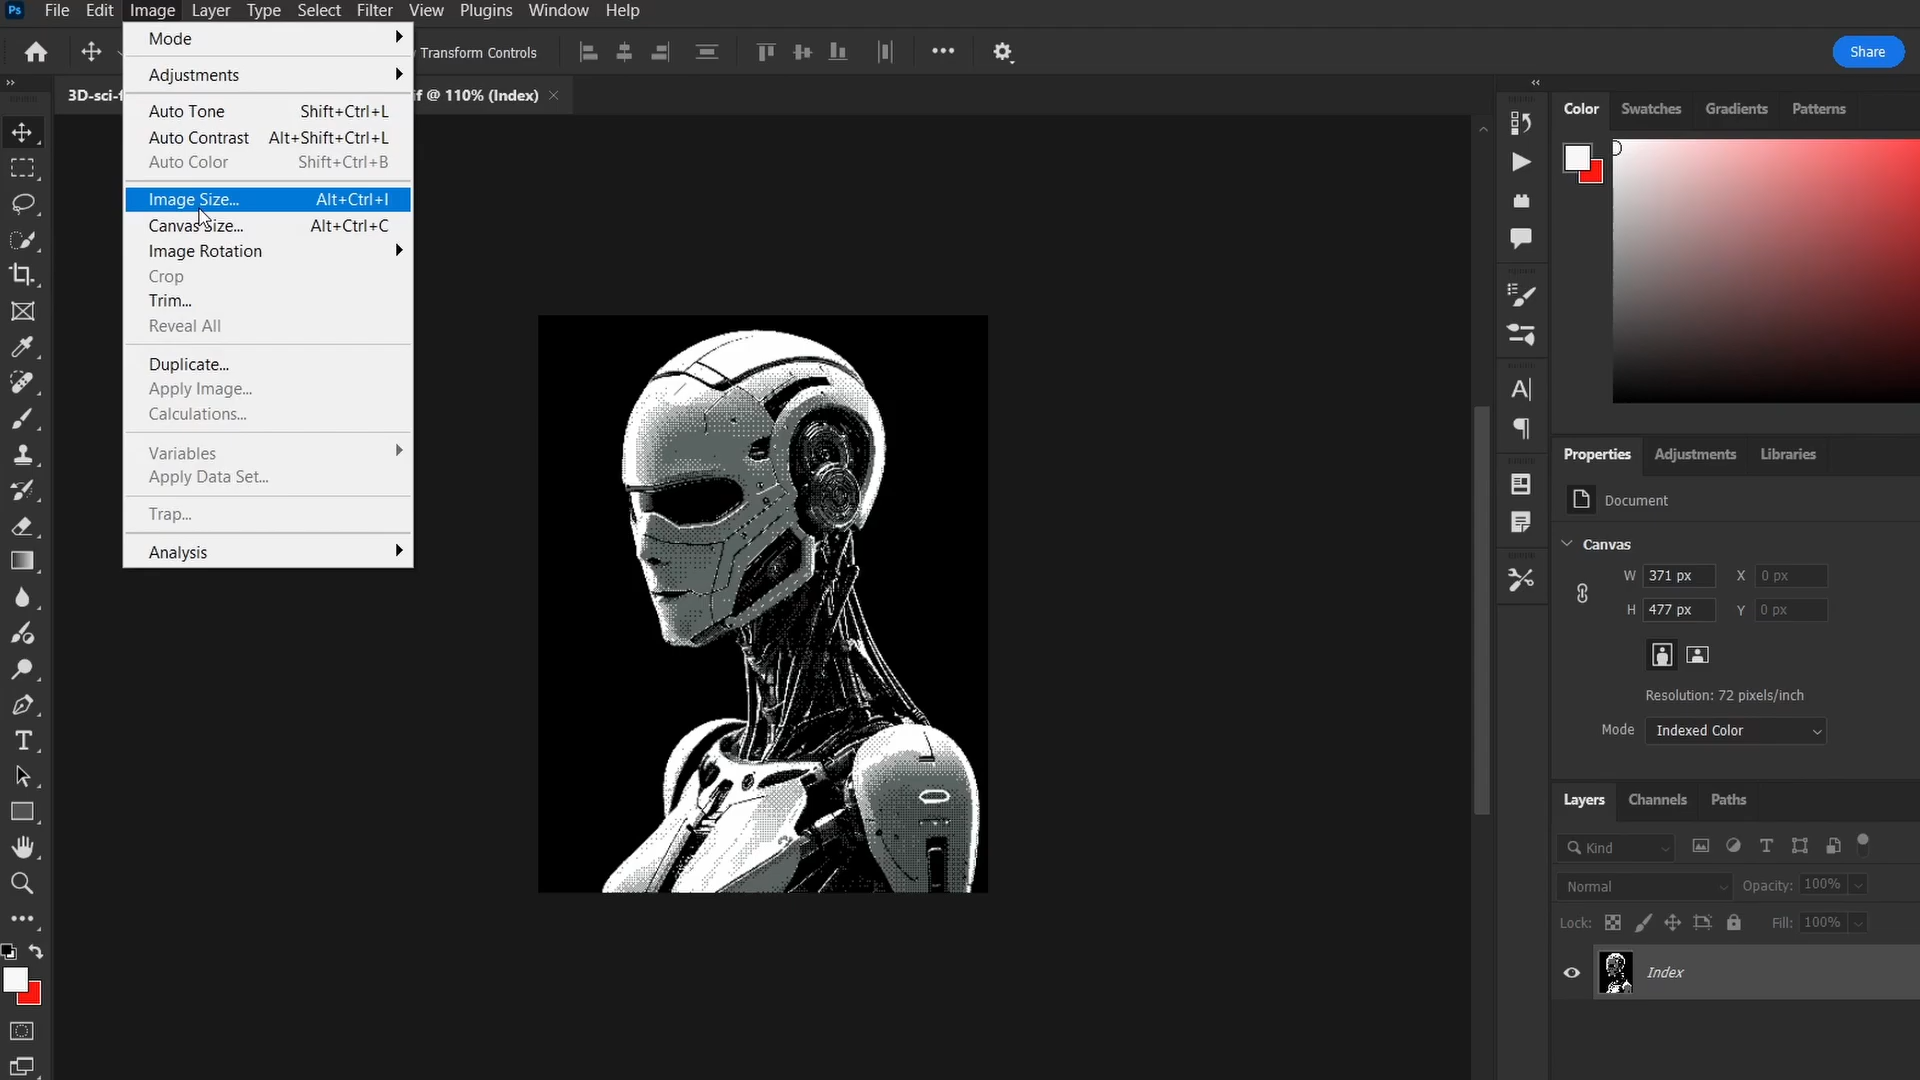 Ps File Edit Image Layer Type Select Filter View Plugins Window Help
Transform Controls
Share
3D-sci-f
if @ 110% (Index)
Mode
Adjustments
Auto Tone Shift+Ctrl+L
Auto Contrast Alt+Shift+Ctrl+L
Auto Color Shift+Ctrl+B
Image Size... Alt+Ctrl+I
Canvas Size... Alt+Ctrl+C
Image Rotation
Crop
Trim...
Reveal All
Duplicate...
Apply Image...
Calculations...
Variables
Apply Data Set...
Trap...
Analysis
Color Swatches Gradients Patterns
Properties Adjustments Libraries
Document
Canvas
W 371 px X 0 px
H 477 px Y 0 px
Resolution: 72 pixels/inch
Mode Indexed Color
Layers Channels Paths
Kind
Normal Opacity: 100%
Lock: Fill: 100%
Index